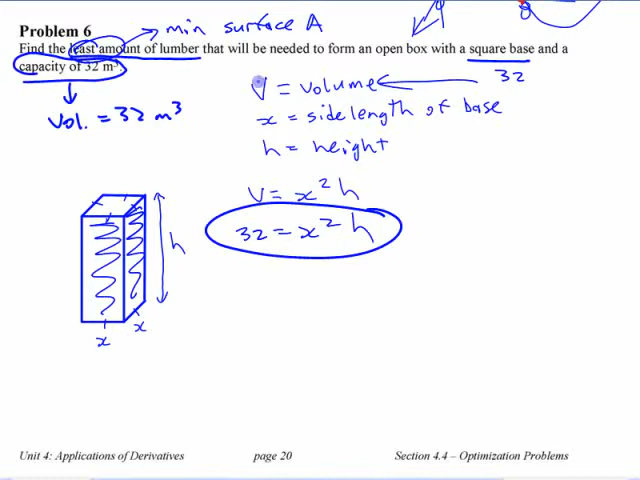 Problem 6
min surface A
Find the least amount of lumber that will be needed to form an open box with a square base and a
capacity of 32 m³.
V = volume
32
Vol. = 32 m³
x = side length of base
h = height
V = x² h
32 = x² h
h
x
x
Unit 4: Applications of Derivatives page 20 Section 4.4 – Optimization Problems